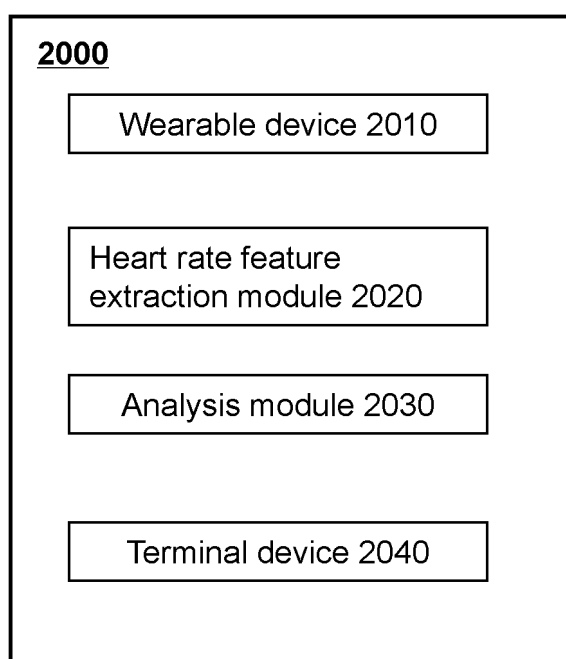 2000
Wearable device 2010
Heart rate feature
extraction module 2020
Analysis module 2030
Terminal device 2040